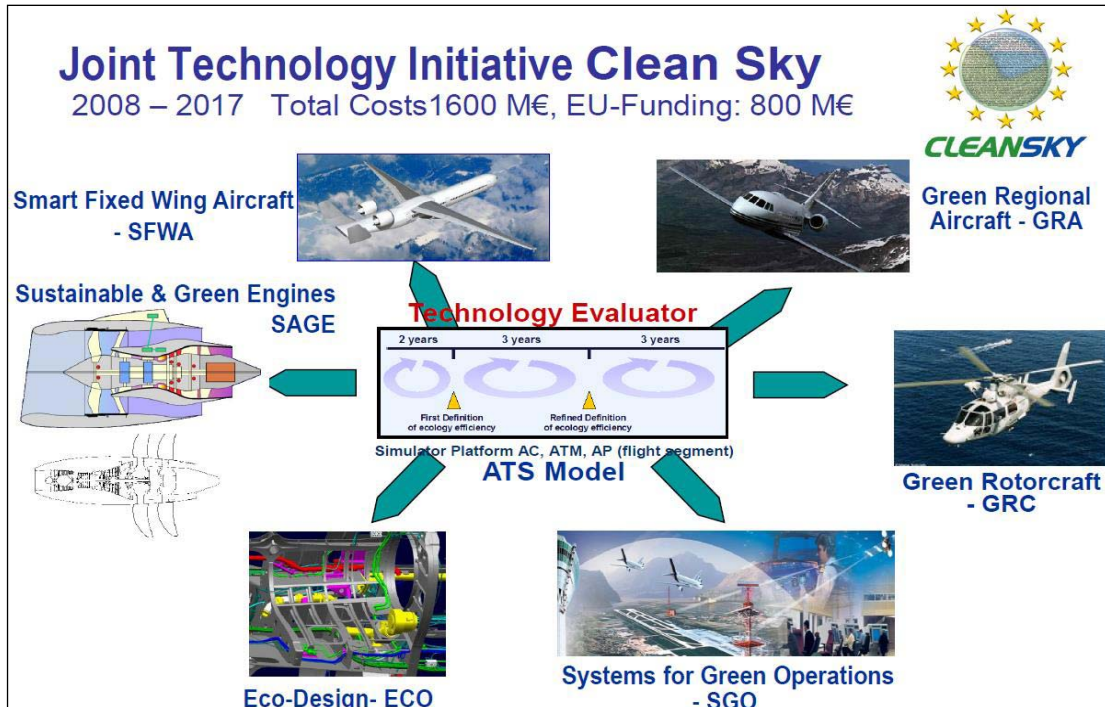 Joint Technology Initiative Clean Sky
2008 – 2017 Total Costs1600 M€, EU-Funding: 800 M€
CLEANSKY
Smart Fixed Wing Aircraft
- SFWA
Green Regional
Aircraft - GRA
Sustainable & Green Engines
SAGE
Technology Evaluator
2 years 3 years 3 years
First Definition
of ecology efficiency
Refined Definition
of ecology efficiency
Simulator Platform AC, ATM, AP (flight segment)
ATS Model
Green Rotorcraft
- GRC
Eco-Design- ECO
Systems for Green Operations
- SGO